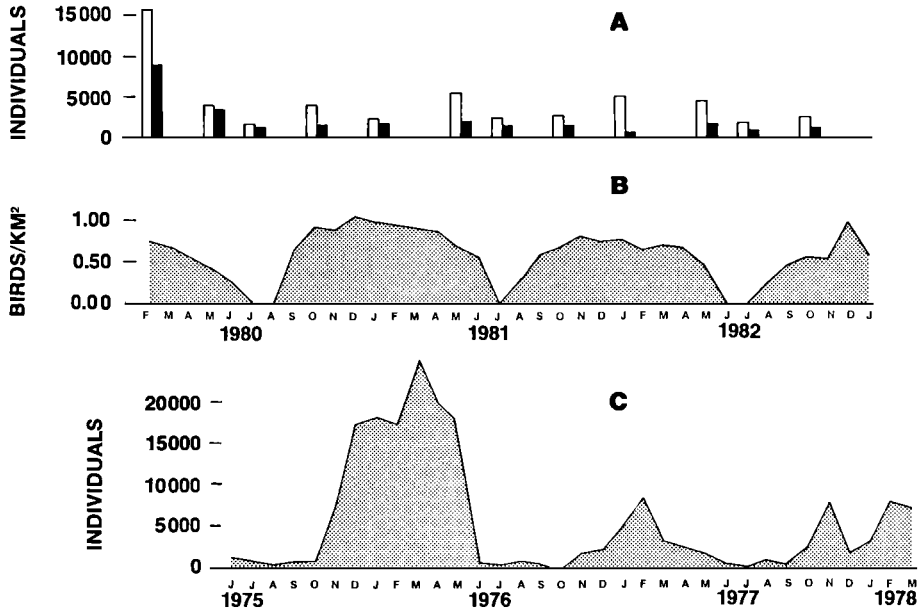 A
INDIVIDUALS
15000
10000
5000
0
B
BIRDS/KM²
1.00
0.50
0.00
F M A M J J A S O N D J F M A M J J A S O N D J F M A M J J A S O N D J
1980 1981 1982
C
INDIVIDUALS
20000
15000
10000
5000
0
J J A S O N D J F M A M J J A S O N D J F M A M J J A S O N D J F M
1975 1976 1977 1978